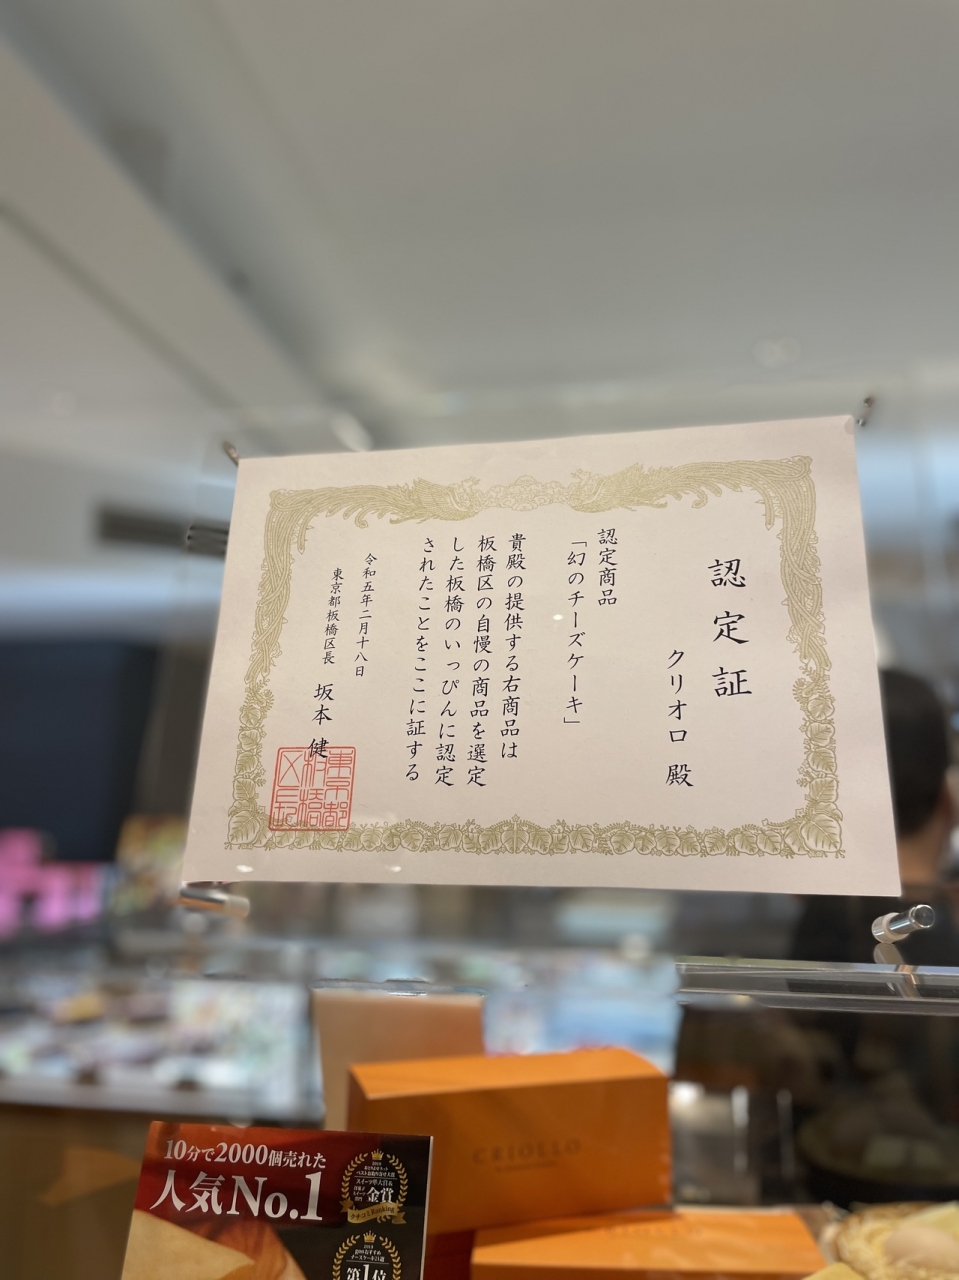 認定証
クリオロ 殿
認定商品
「幻のチーズケーキ」
貴殿の提供する右商品は
板橋区の自慢の商品を選定
した板橋のいっぴんに認定
されたことをここに証する
令和五年二月十八日
東京都板橋区長 坂本 健
東京都
板橋
区長印
CRIOLLO
10分で2000個売れた
人気No.1
金賞
第1位